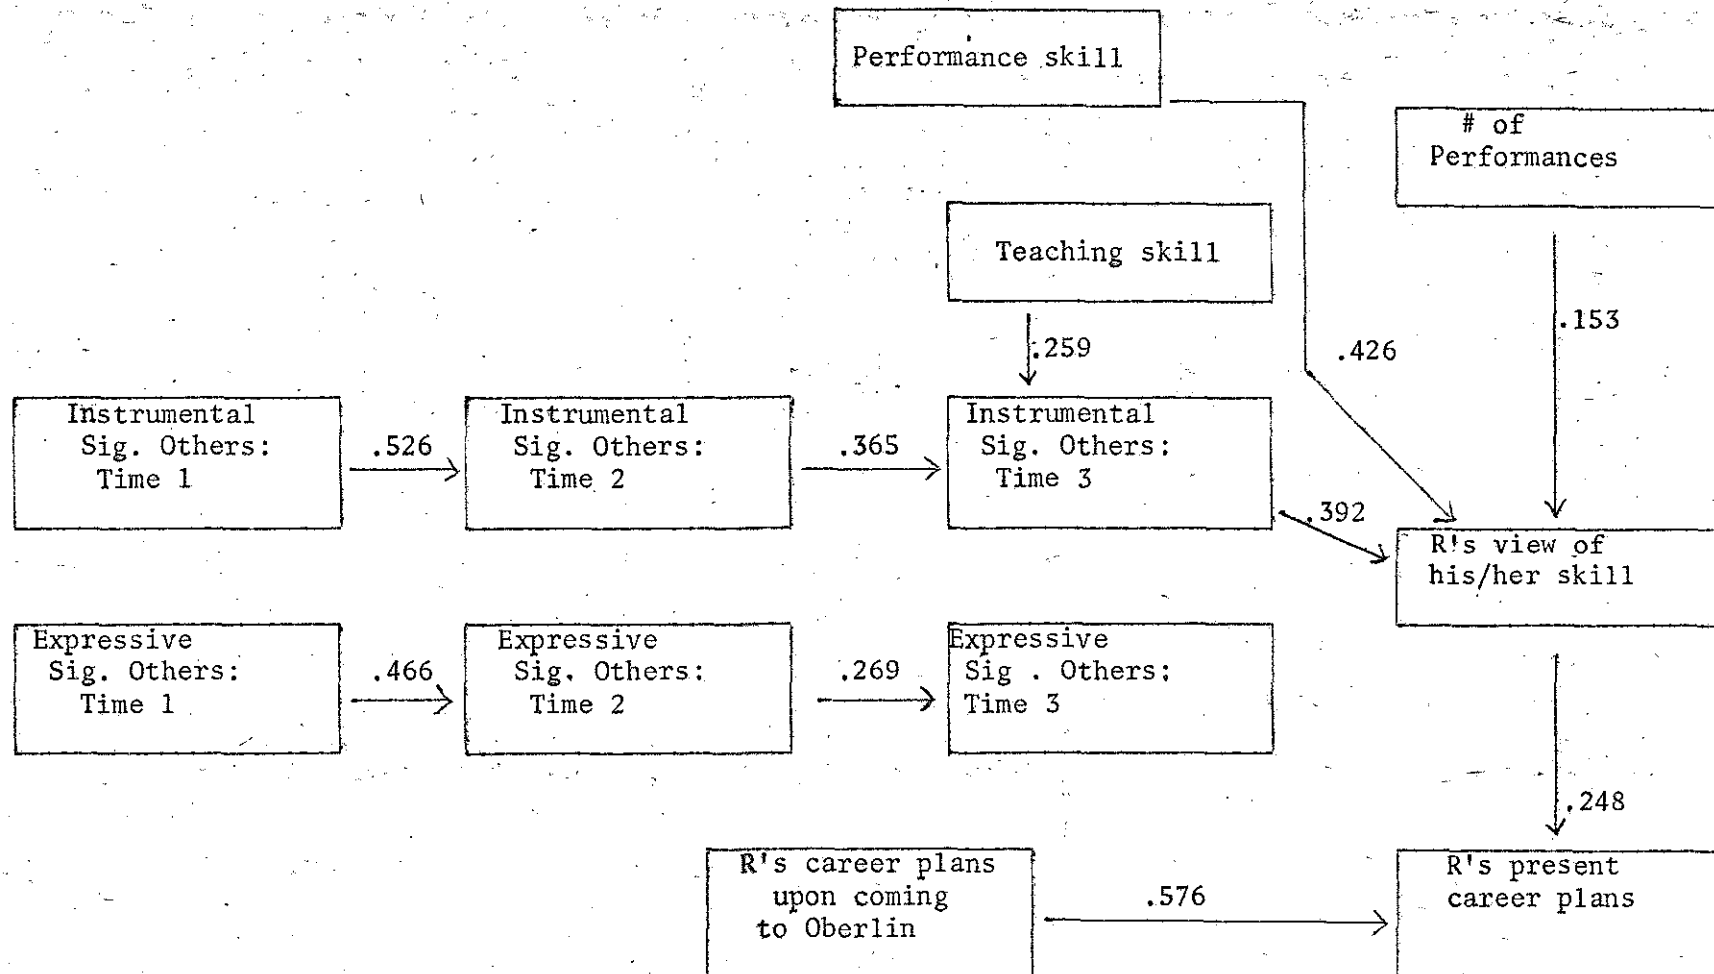 Performance skill
# of
Performances
Teaching skill
.259
.426
.153
Instrumental
Sig. Others:
Time 1
.526
Instrumental
Sig. Others:
Time 2
.365
Instrumental
Sig. Others:
Time 3
.392
R's view of
his/her skill
Expressive
Sig. Others:
Time 1
.466
Expressive
Sig. Others:
Time 2
.269
Expressive
Sig . Others:
Time 3
.248
R's career plans
upon coming
to Oberlin
.576
R's present
career plans